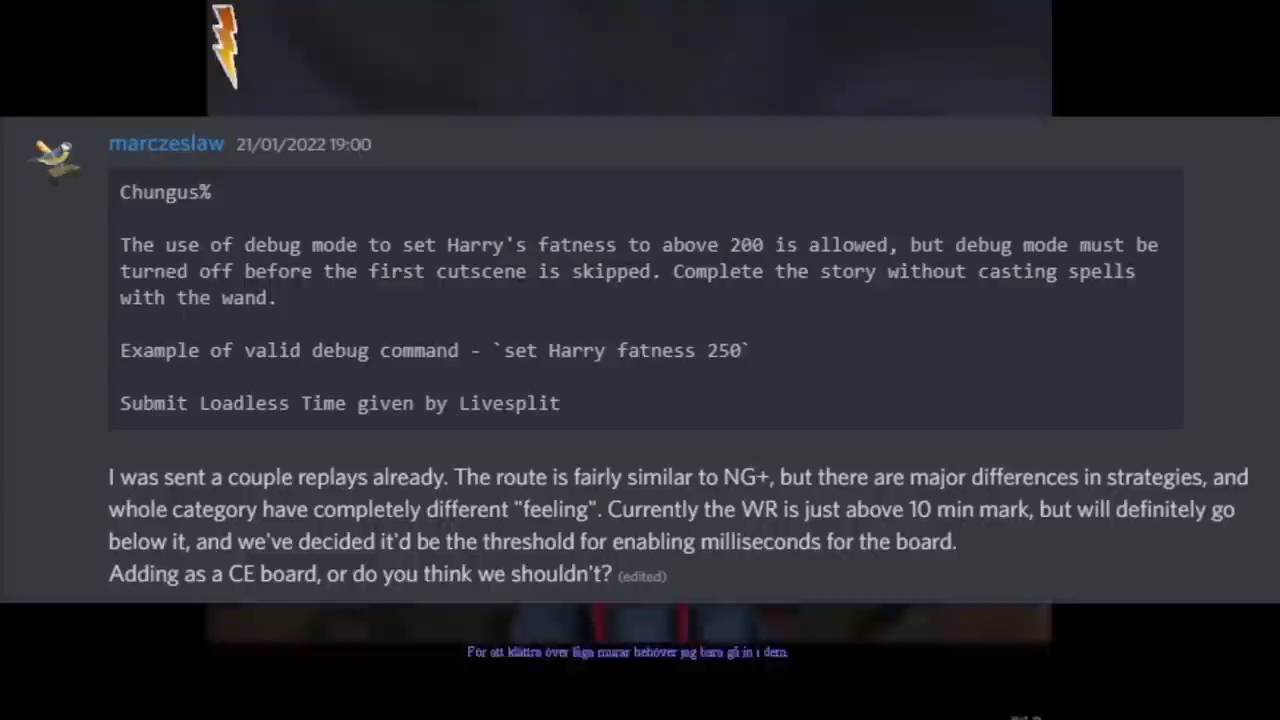 marczeslaw 21/01/2022 19:00
Chungus%
The use of debug mode to set Harry's fatness to above 200 is allowed, but debug mode must be
turned off before the first cutscene is skipped. Complete the story without casting spells
with the wand.
Example of valid debug command - `set Harry fatness 250`
Submit Loadless Time given by Livesplit
I was sent a couple replays already. The route is fairly similar to NG+, but there are major differences in strategies, and
whole category have completely different "feeling". Currently the WR is just above 10 min mark, but will definitely go
below it, and we've decided it'd be the threshold for enabling milliseconds for the board.
Adding as a CE board, or do you think we shouldn't? (edited)
För att klättra över låga murar behöver jag bara gå in i dem.